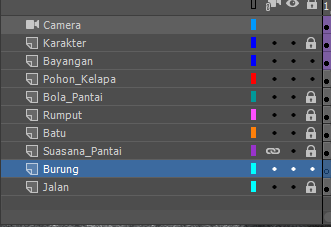 Camera
Karakter
Bayangan
Pohon_Kelapa
Bola_Pantai
Rumput
Batu
Suasana_Pantai
Burung
Jalan